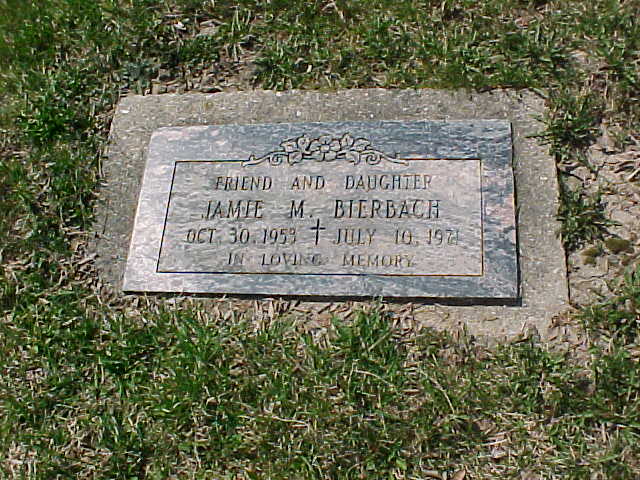 FRIEND AND DAUGHTER
JAMIE M. BIERBACH
OCT. 30, 1953 † JULY 10, 1971
IN LOVING MEMORY